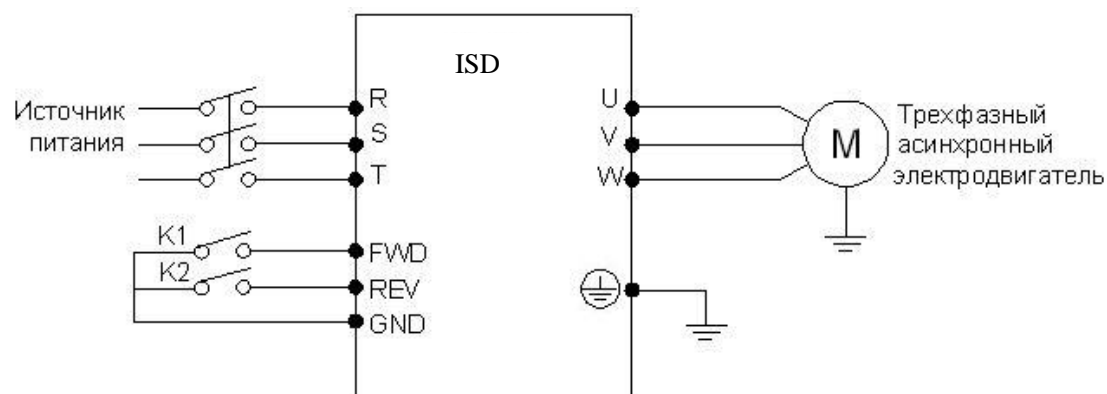 ISD
Источник
питания
R
S
T
U
V
W
M
Трехфазный
асинхронный
электродвигатель
K1
K2
FWD
REV
GND